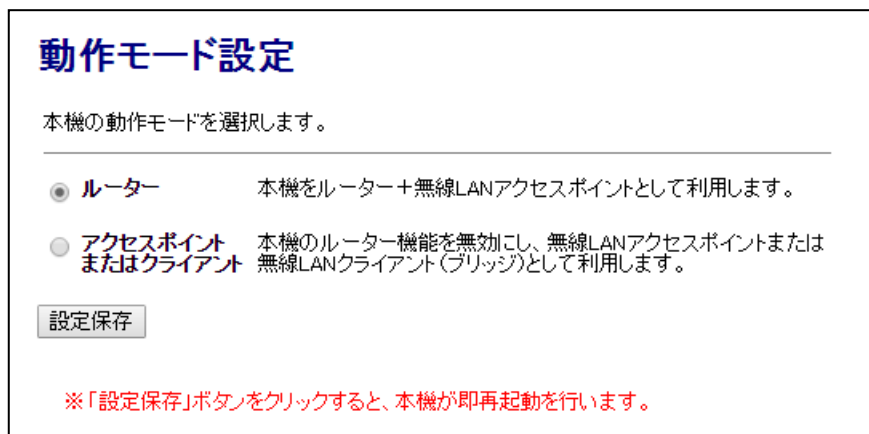 動作モード設定
本機の動作モードを選択します。
ルーター 本機をルーター＋無線LANアクセスポイントとして利用します。
アクセスポイント 本機のルーター機能を無効にし、無線LANアクセスポイントまたは
またはクライアント 無線LANクライアント(ブリッジ)として利用します。
設定保存
※「設定保存」ボタンをクリックすると、本機が即再起動を行います。